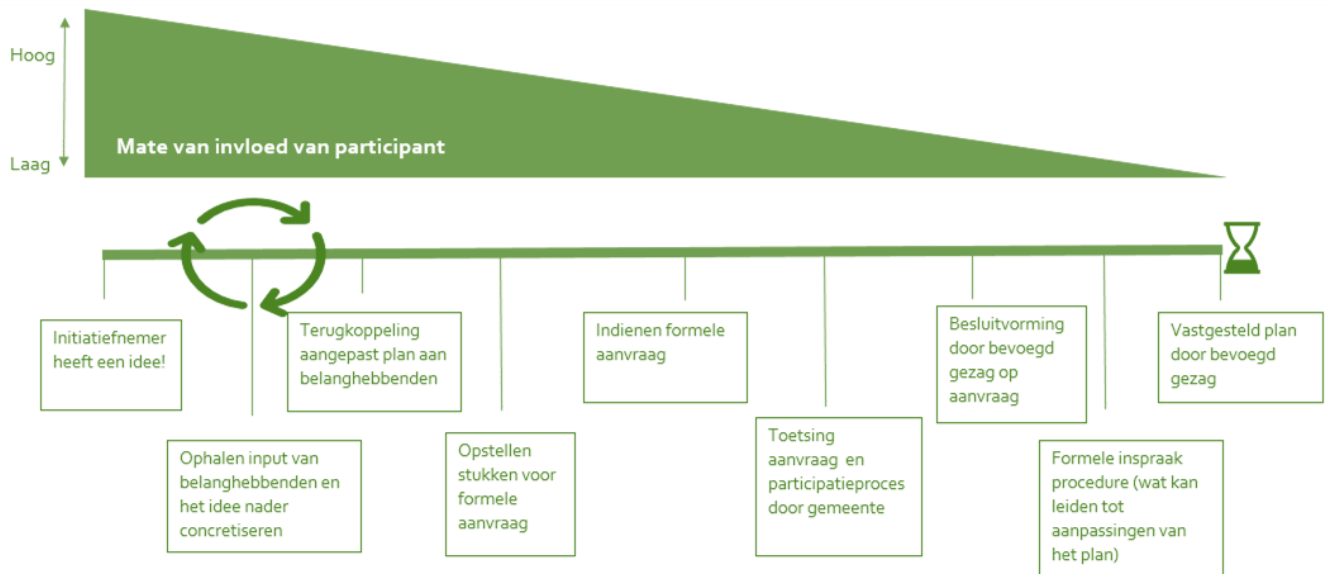 Hoog
Laag
Mate van invloed van participant
Initiatiefnemer
heeft een idee!
Ophalen input van
belanghebbenden en
het idee nader
concretiseren
Terugkoppeling
aangepast plan aan
belanghebbenden
Opstellen
stukken voor
formele
aanvraag
Indienen formele
aanvraag
Toetsing
aanvraag en
participatieproces
door gemeente
Besluitvorming
door bevoegd
gezag op
aanvraag
Formele inspraak
procedure (wat kan
leiden tot
aanpassingen van
het plan)
Vastgesteld plan
door bevoegd
gezag